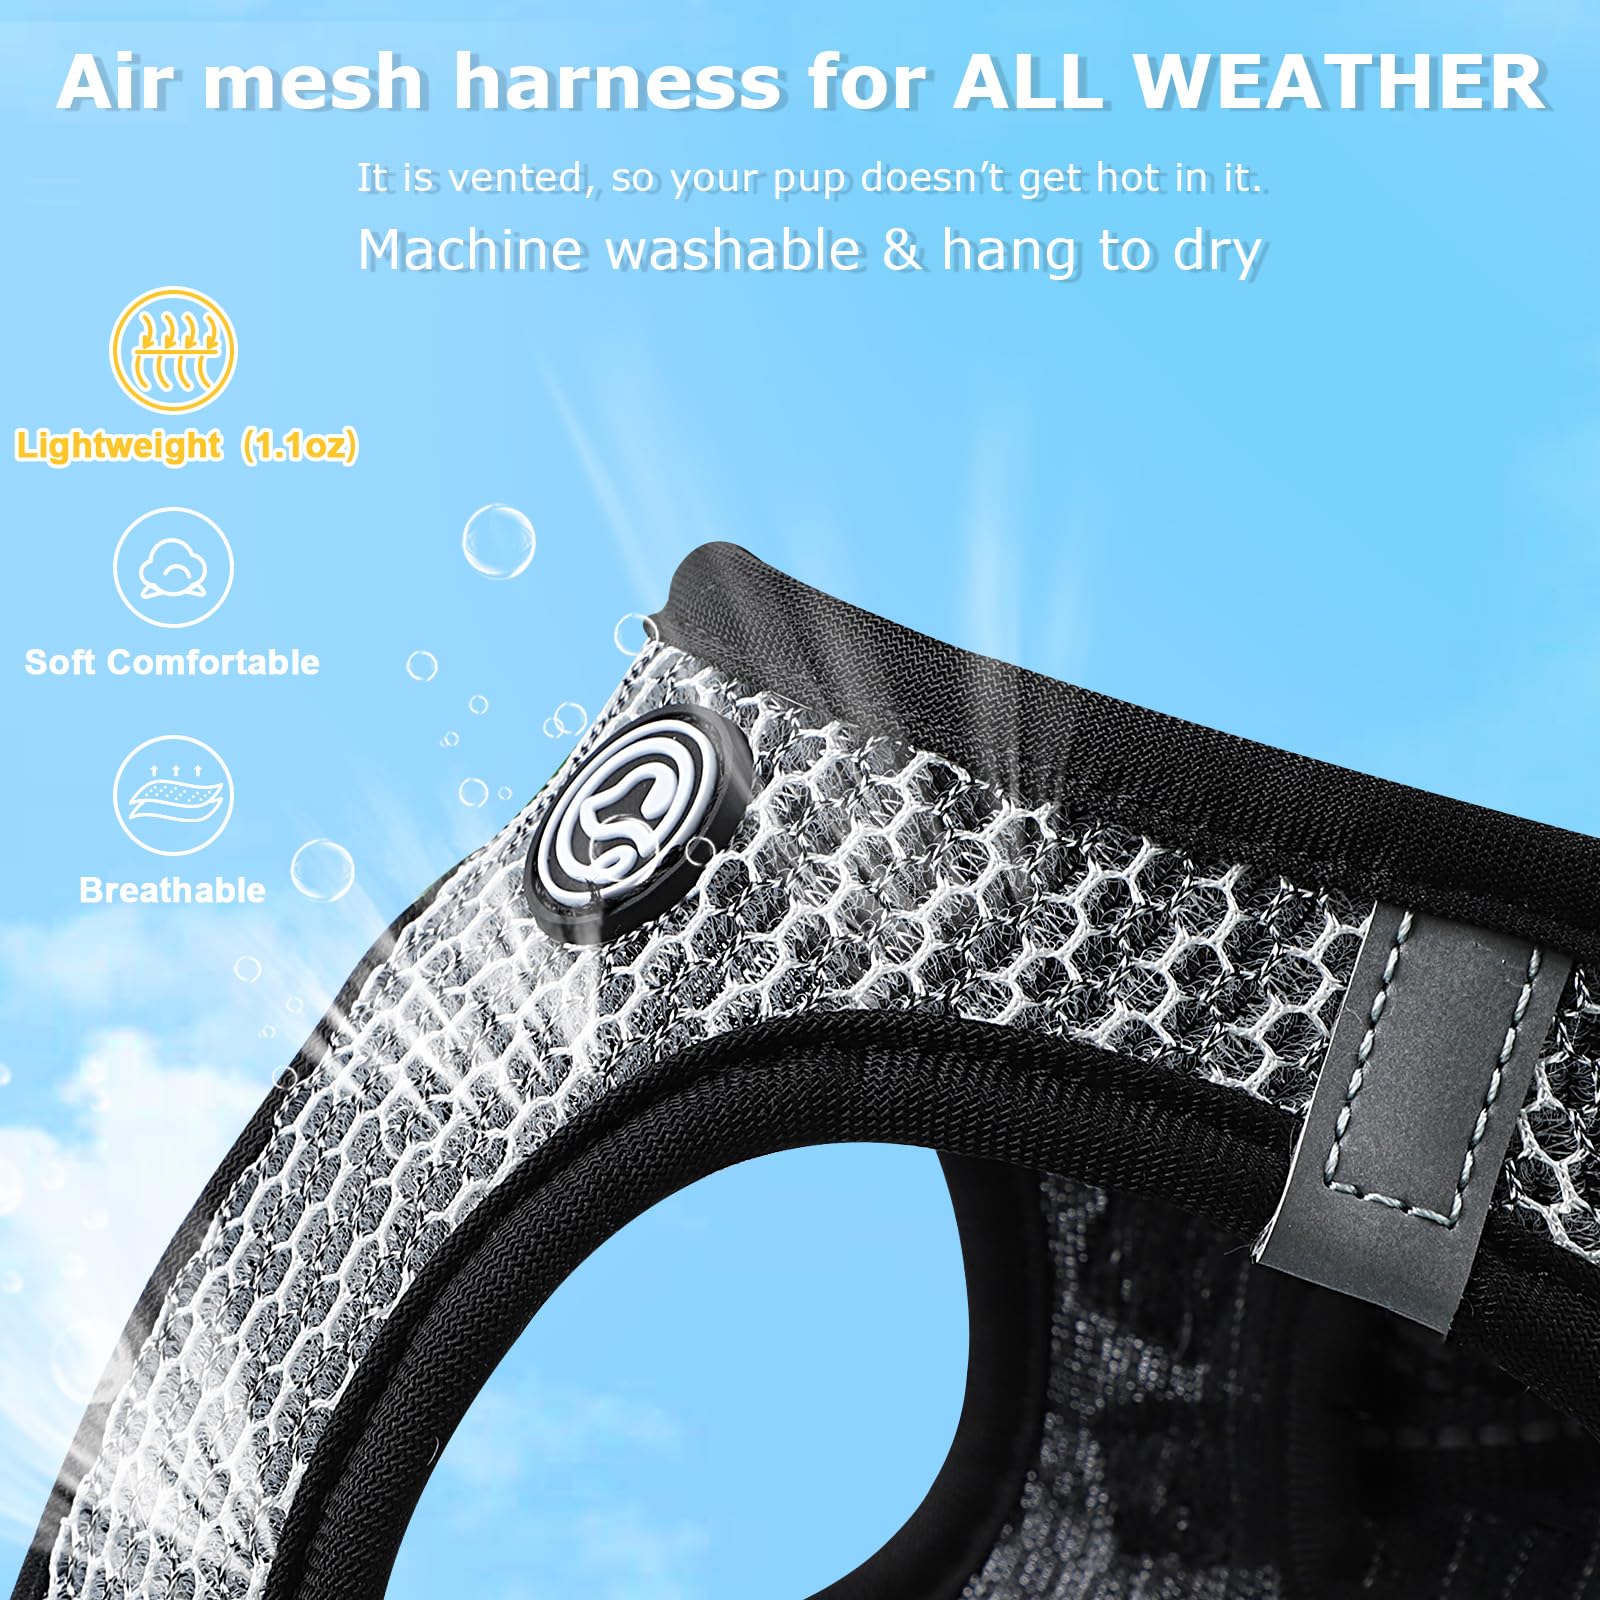 Air mesh harness for ALL WEATHER
It is vented, so your pup doesn’t get hot in it.
Machine washable & hang to dry
Lightweight (1.1oz)
Soft Comfortable
Breathable